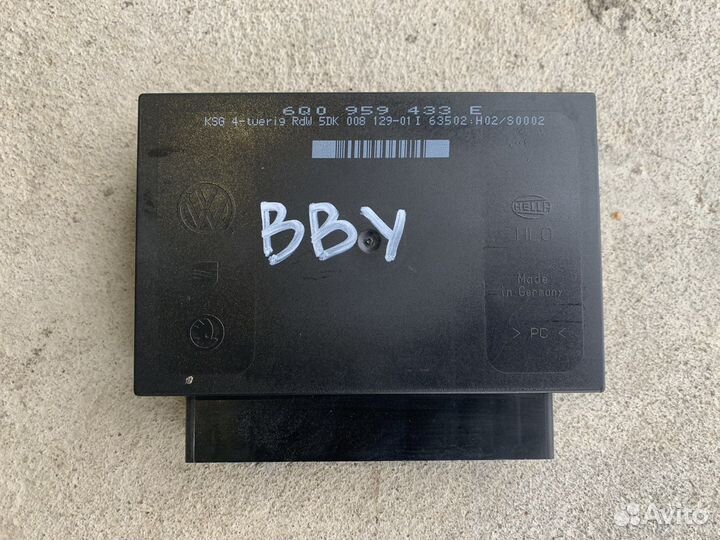 6Q0 959 433 E
KSG 4-tuerig RdW 5DK 008 129-01I 63502 H02/S0002
BBY
HELLA
Made
in Germany
> PC <
Avito